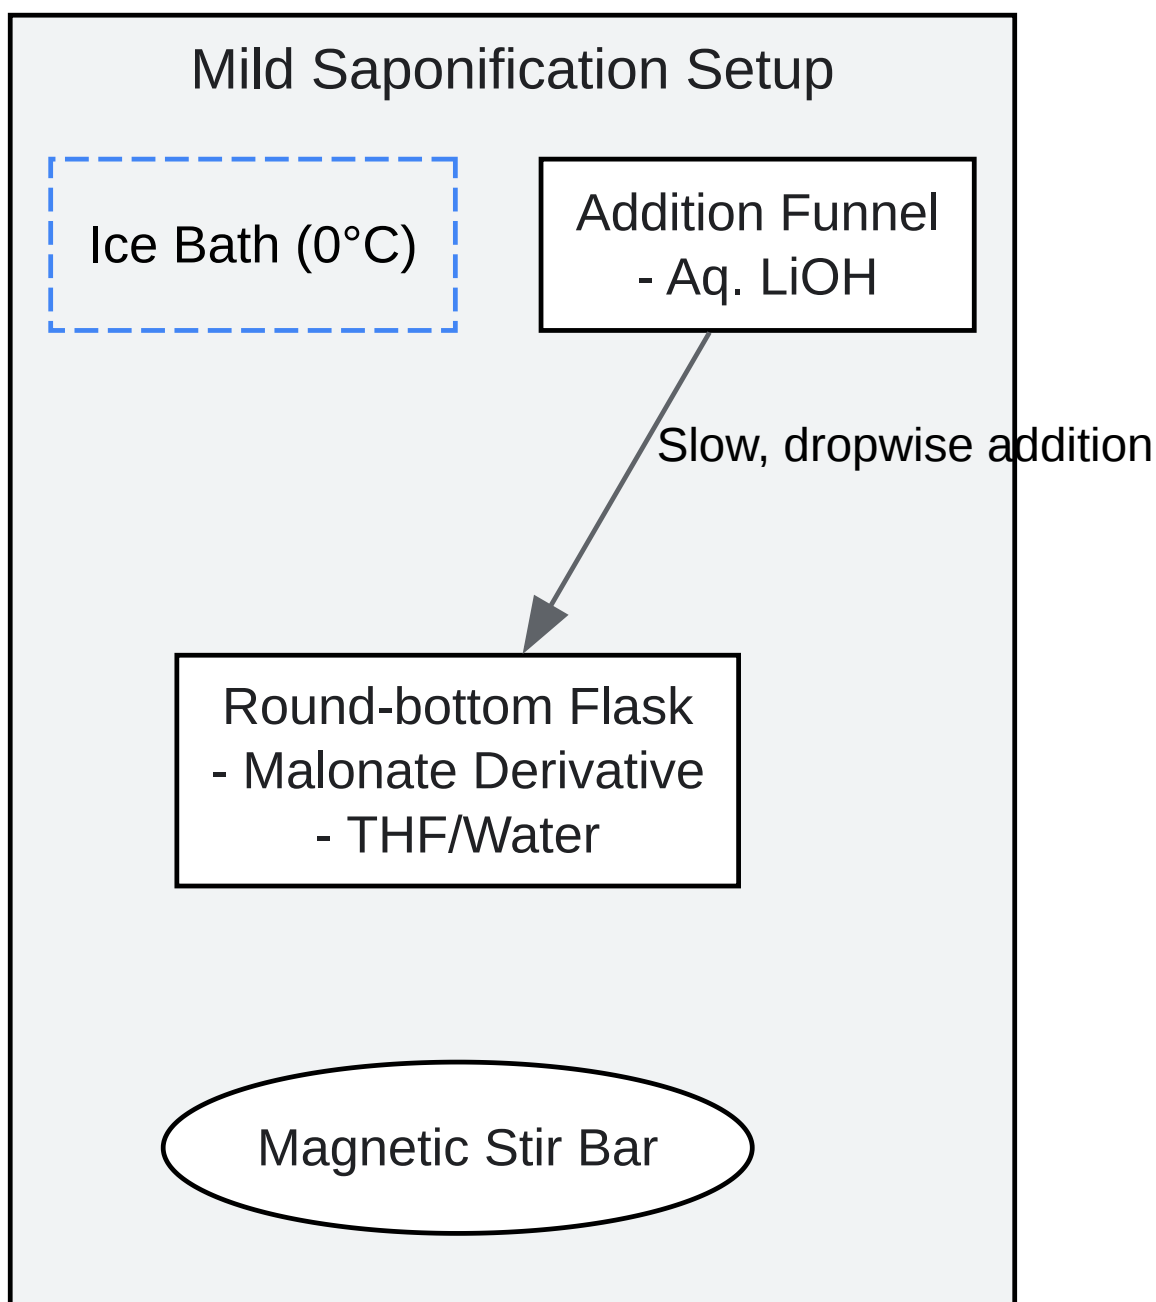 Mild Saponification Setup
Ice Bath (0°C)
Addition Funnel
- Aq. LiOH
Slow, dropwise addition
Round-bottom Flask
- Malonate Derivative
- THF/Water
Magnetic Stir Bar